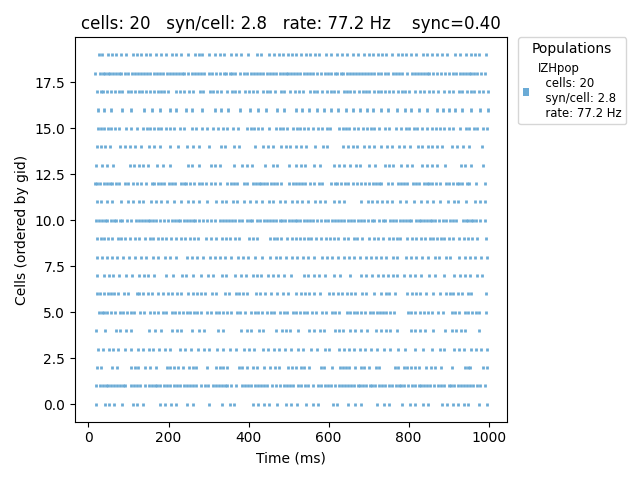 cells: 20   syn/cell: 2.8   rate: 77.2 Hz    sync=0.40
Populations
IZHpop
cells: 20
syn/cell: 2.8
rate: 77.2 Hz
17.5
15.0
12.5
10.0
7.5
5.0
2.5
0.0
Cells (ordered by gid)
0 200 400 600 800 1000
Time (ms)